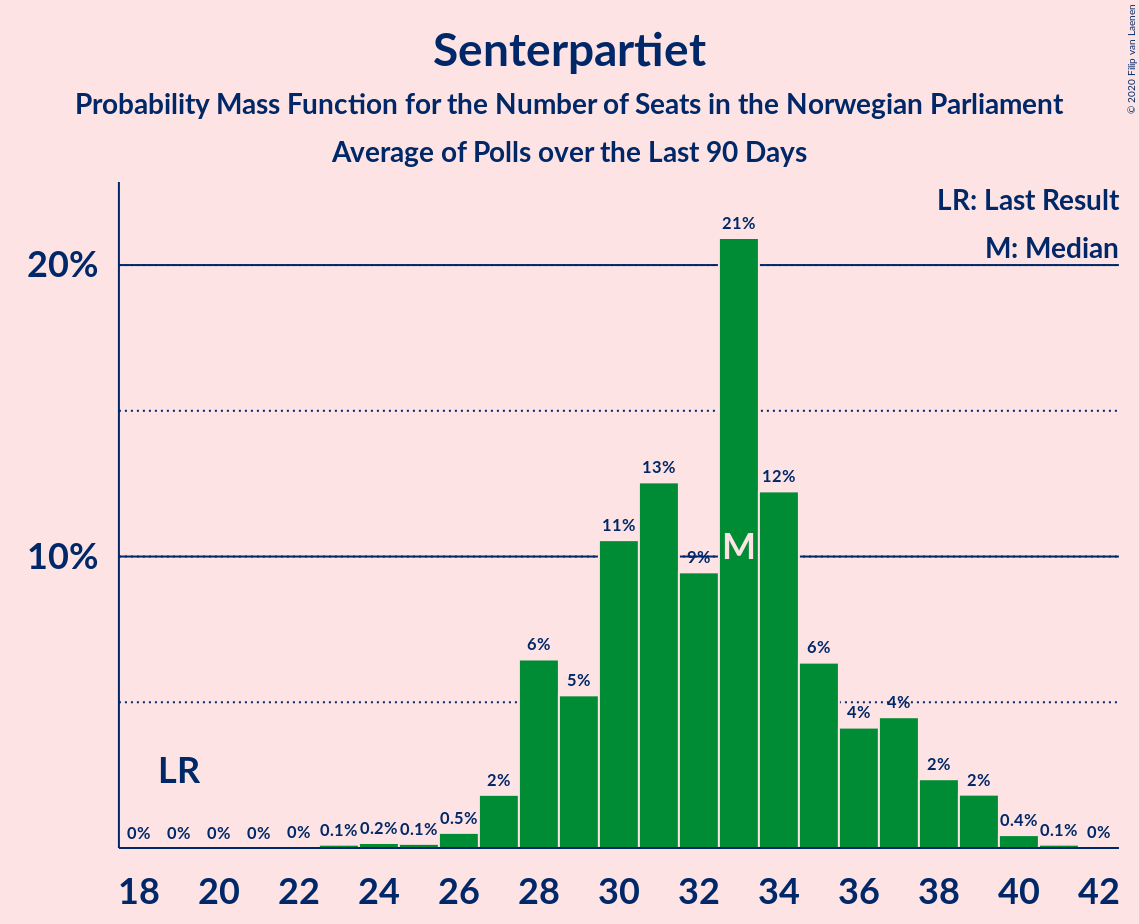 Senterpartiet
Probability Mass Function for the Number of Seats in the Norwegian Parliament
Average of Polls over the Last 90 Days
© 2020 Filip van Laenen
LR: Last Result
M: Median
20%
10%
0% 0% 0% 0% 0% 0.1% 0.2% 0.1% 0.5% 2% 6% 5% 11% 13% 9% 21% 12% 6% 4% 4% 2% 2% 0.4% 0.1% 0%
LR
M
18 20 22 24 26 28 30 32 34 36 38 40 42